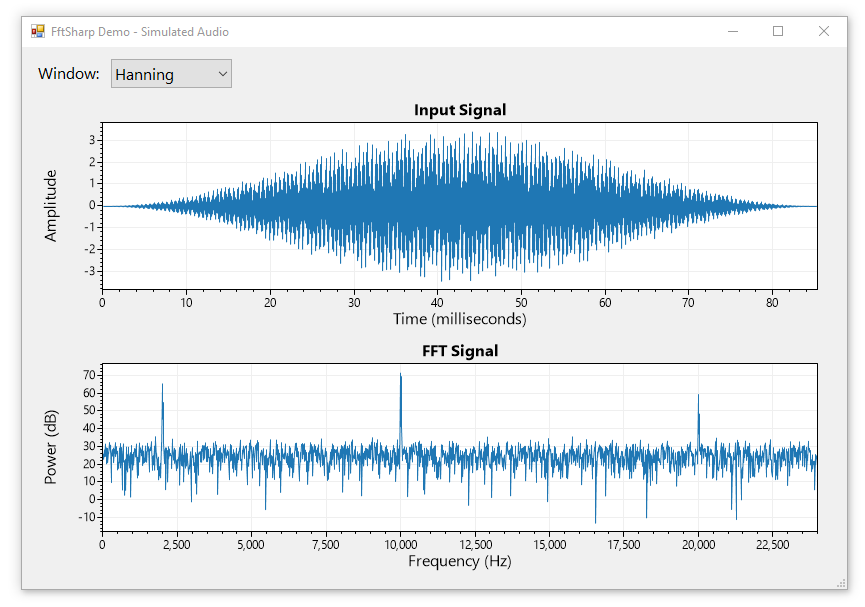 FftSharp Demo - Simulated Audio
Window: Hanning
Input Signal
Amplitude
3
2
1
0
-1
-2
-3
0 10 20 30 40 50 60 70 80
Time (milliseconds)
FFT Signal
Power (dB)
70
60
50
40
30
20
10
0
-10
0 2,500 5,000 7,500 10,000 12,500 15,000 17,500 20,000 22,500
Frequency (Hz)